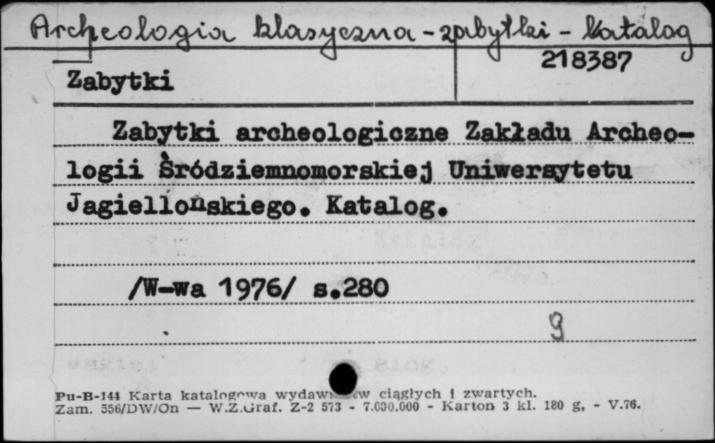 Archeologia klasyczna - zabytki - katalog
218387
Zabytki
Zabytki archeologiczne Zakładu Archeo-
logii Śródziemnomorskiej Uniwersytetu
Jagiellońskiego. Katalog.
/W-wa 1976/ s.280
9
Pu-B-144 Karta katalogowa wydawnictw ciągłych i zwartych.
Zam. 556/DW/On — W.Z.Graf. Z-2 573 - 7.000.000 - Karton 3 kl. 180 g, - V.76.